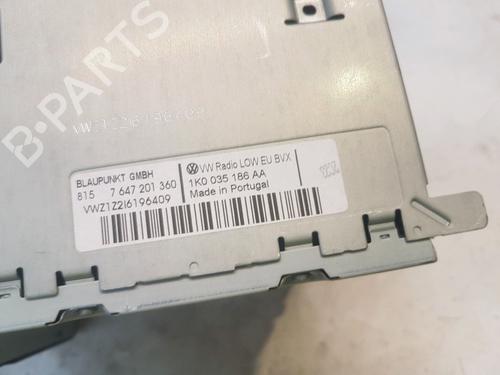 B-PARTS
VWZ1Z2I6196409
BLAUPUNKT GMBH
815 7 647 201 360
VWZ1Z2I6196409
VW Radio LOW EU BVX
1K0 035 186 AA
Made in Portugal